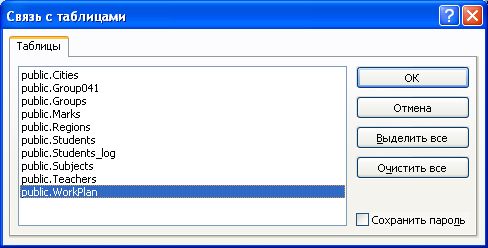 Связь с таблицами
Таблицы
public.Cities
public.Group041
public.Groups
public.Marks
public.Regions
public.Students
public.Students_log
public.Subjects
public.Teachers
public.WorkPlan
ОК
Отмена
Выделить все
Очистить все
Сохранить пароль